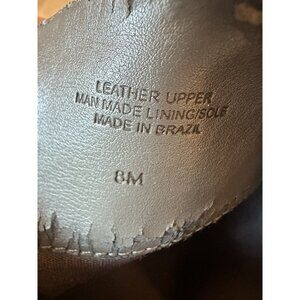 LEATHER UPPER
MAN MADE LINING/SOLE
MADE IN BRAZIL
8M